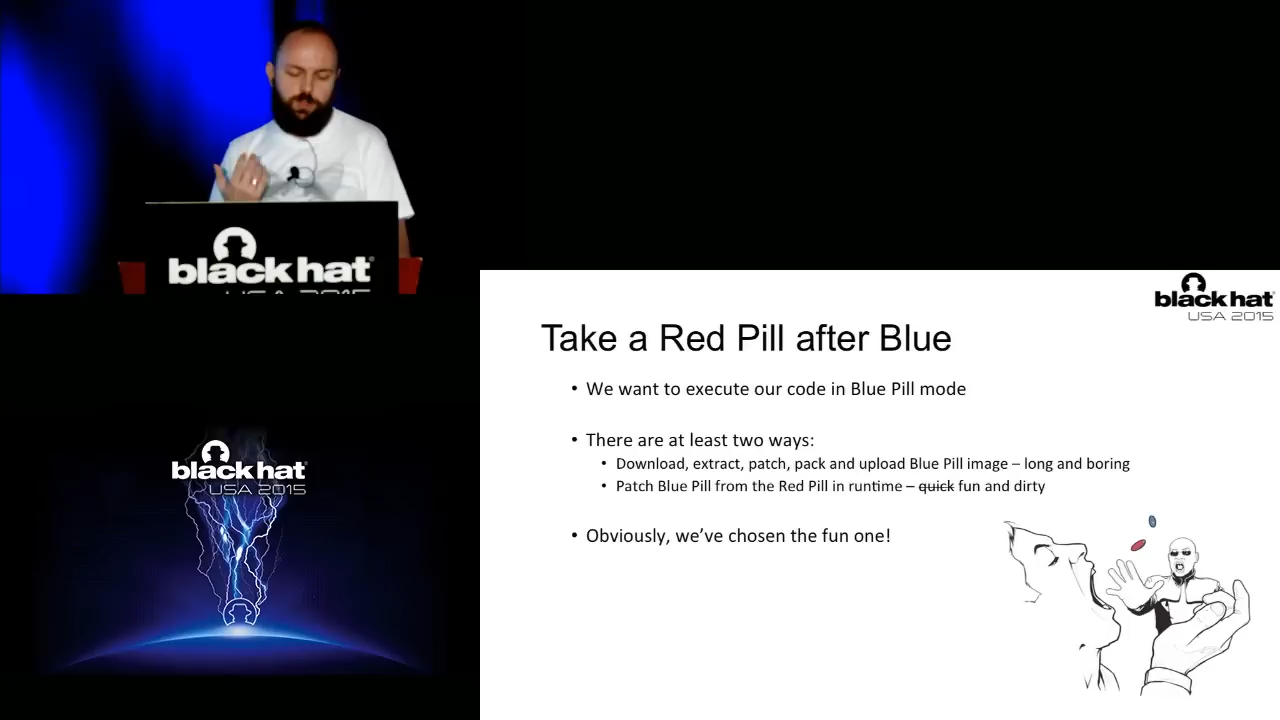 black hat
USA 2015
black hat
USA 2015
Take a Red Pill after Blue
• We want to execute our code in Blue Pill mode
• There are at least two ways:
• Download, extract, patch, pack and upload Blue Pill image – long and boring
• Patch Blue Pill from the Red Pill in runtime – quick fun and dirty
• Obviously, we’ve chosen the fun one!
black hat
USA 2015